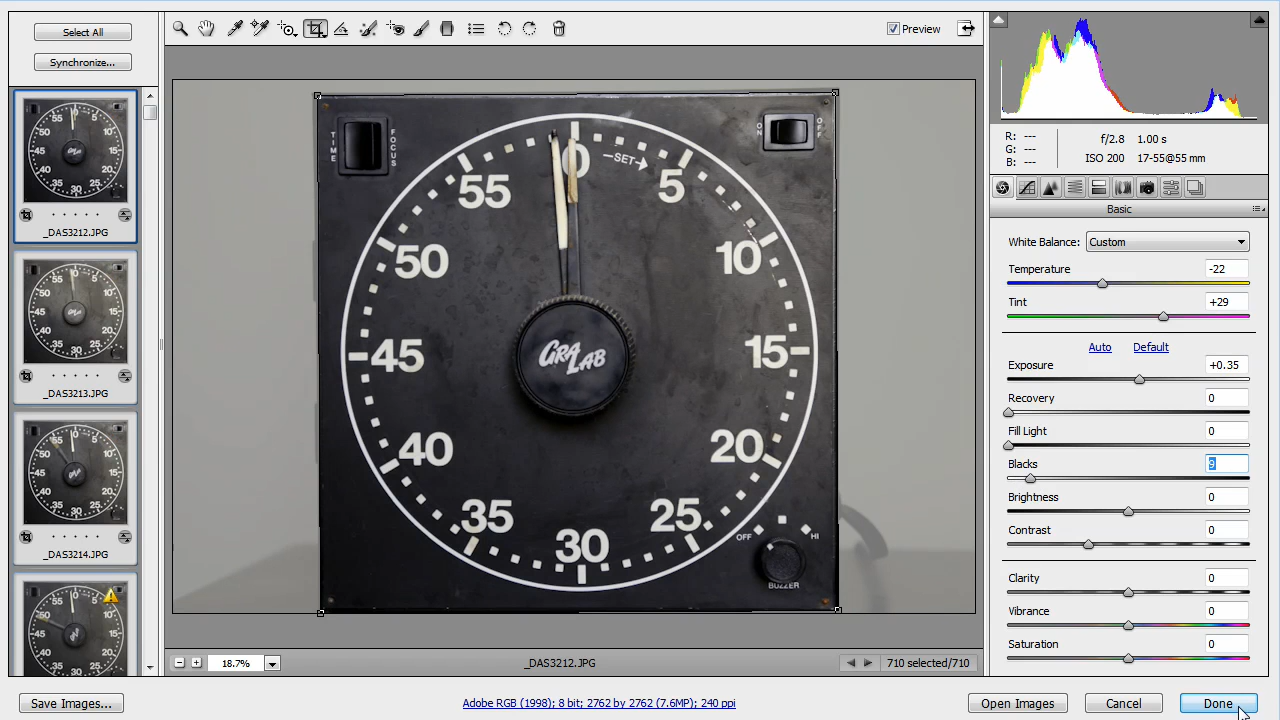 Select All
Synchronize...
Preview
_DAS3212.JPG
_DAS3213.JPG
_DAS3214.JPG
TIME
FOCUS
ON
OFF
0
SET
5
10
15
20
25
30
35
40
45
50
55
GRALAB
OFF
HI
BUZZER
R: ---
G: ---
B: ---
f/2.8 1.00 s
ISO 200 17-55@55 mm
Basic
White Balance: Custom
Temperature -22
Tint +29
Auto Default
Exposure +0.35
Recovery 0
Fill Light 0
Blacks 9
Brightness 0
Contrast 0
Clarity 0
Vibrance 0
Saturation 0
18.7%
_DAS3212.JPG
710 selected/710
Save Images...
Adobe RGB (1998); 8 bit; 2762 by 2762 (7.6MP); 240 ppi
Open Images
Cancel
Done